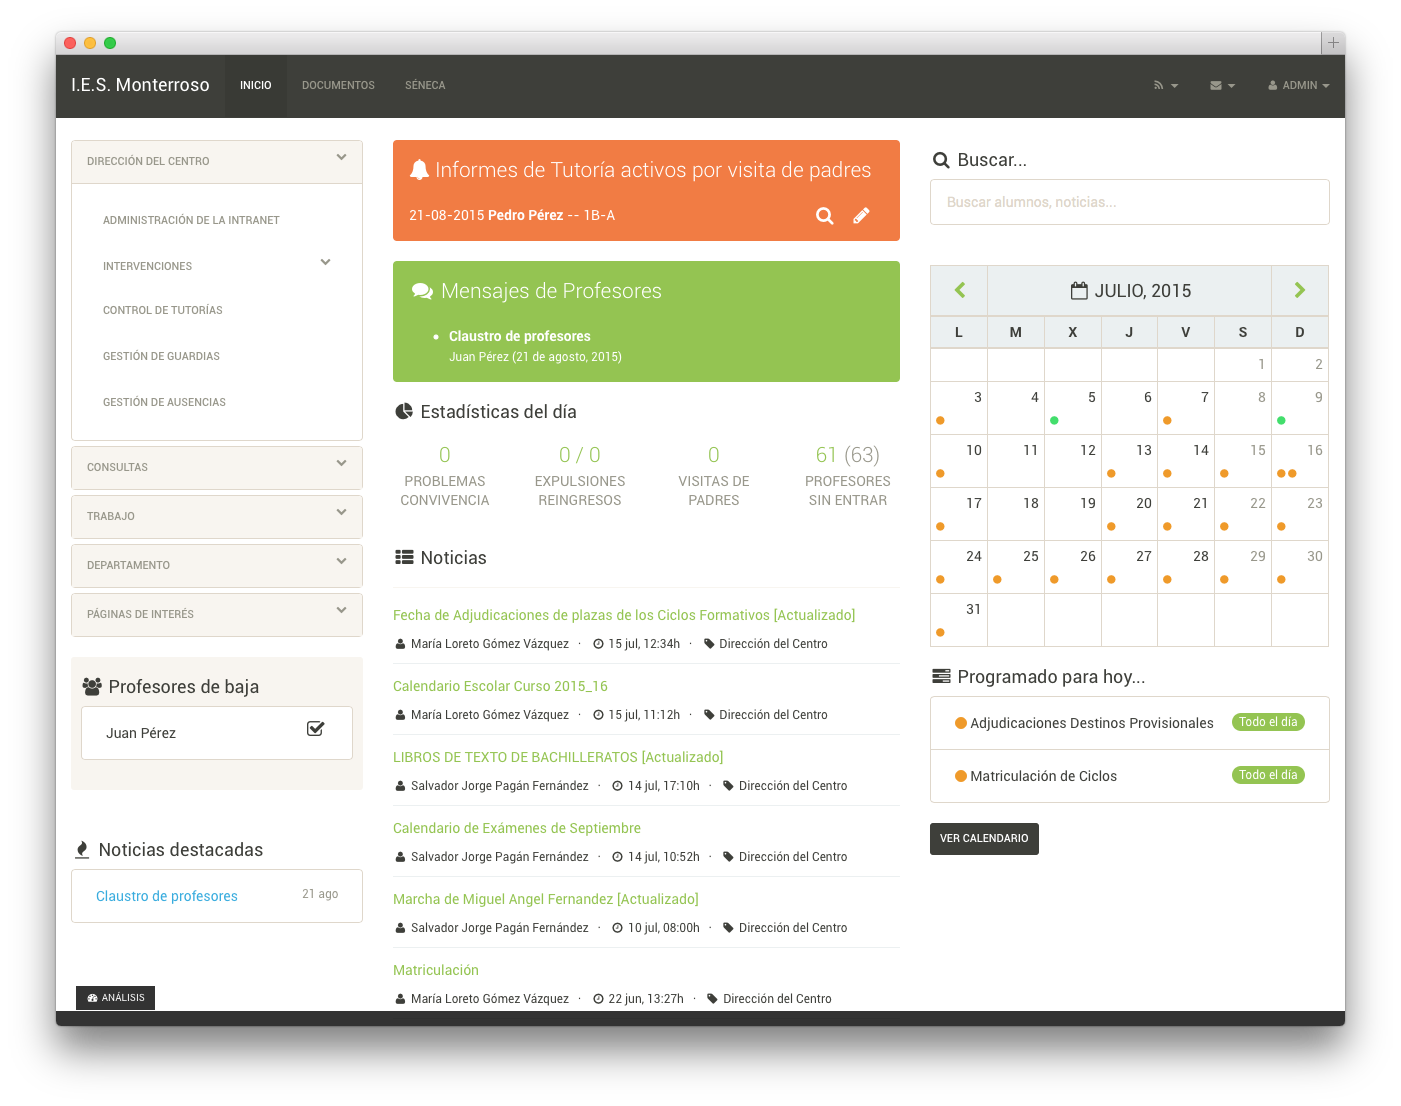 I.E.S. Monterroso
INICIO
DOCUMENTOS
SÉNECA
ADMIN
DIRECCIÓN DEL CENTRO
ADMINISTRACIÓN DE LA INTRANET
INTERVENCIONES
CONTROL DE TUTORÍAS
GESTIÓN DE GUARDIAS
GESTIÓN DE AUSENCIAS
CONSULTAS
TRABAJO
DEPARTAMENTO
PÁGINAS DE INTERÉS
Profesores de baja
Juan Pérez
Noticias destacadas
Claustro de profesores 21 ago
ANÁLISIS
Informes de Tutoría activos por visita de padres
21-08-2015 Pedro Pérez -- 1B-A
Mensajes de Profesores
Claustro de profesores
Juan Pérez (21 de agosto, 2015)
Estadísticas del día
0
PROBLEMAS
CONVIVENCIA
0 / 0
EXPULSIONES
REINGRESOS
0
VISITAS DE
PADRES
61 (63)
PROFESORES
SIN ENTRAR
Noticias
Fecha de Adjudicaciones de plazas de los Ciclos Formativos [Actualizado]
María Loreto Gómez Vázquez · 15 jul, 12:34h · Dirección del Centro
Calendario Escolar Curso 2015_16
María Loreto Gómez Vázquez · 15 jul, 11:12h · Dirección del Centro
LIBROS DE TEXTO DE BACHILLERATOS [Actualizado]
Salvador Jorge Pagán Fernández · 14 jul, 17:10h · Dirección del Centro
Calendario de Exámenes de Septiembre
Salvador Jorge Pagán Fernández · 14 jul, 10:52h · Dirección del Centro
Marcha de Miguel Angel Fernandez [Actualizado]
Salvador Jorge Pagán Fernández · 10 jul, 08:00h · Dirección del Centro
Matriculación
María Loreto Gómez Vázquez · 22 jun, 13:27h · Dirección del Centro
Buscar...
Buscar alumnos, noticias...
JULIO, 2015
L M X J V S D
1 2
3 4 5 6 7 8 9
10 11 12 13 14 15 16
17 18 19 20 21 22 23
24 25 26 27 28 29 30
31
Programado para hoy...
Adjudicaciones Destinos Provisionales Todo el día
Matriculación de Ciclos Todo el día
VER CALENDARIO